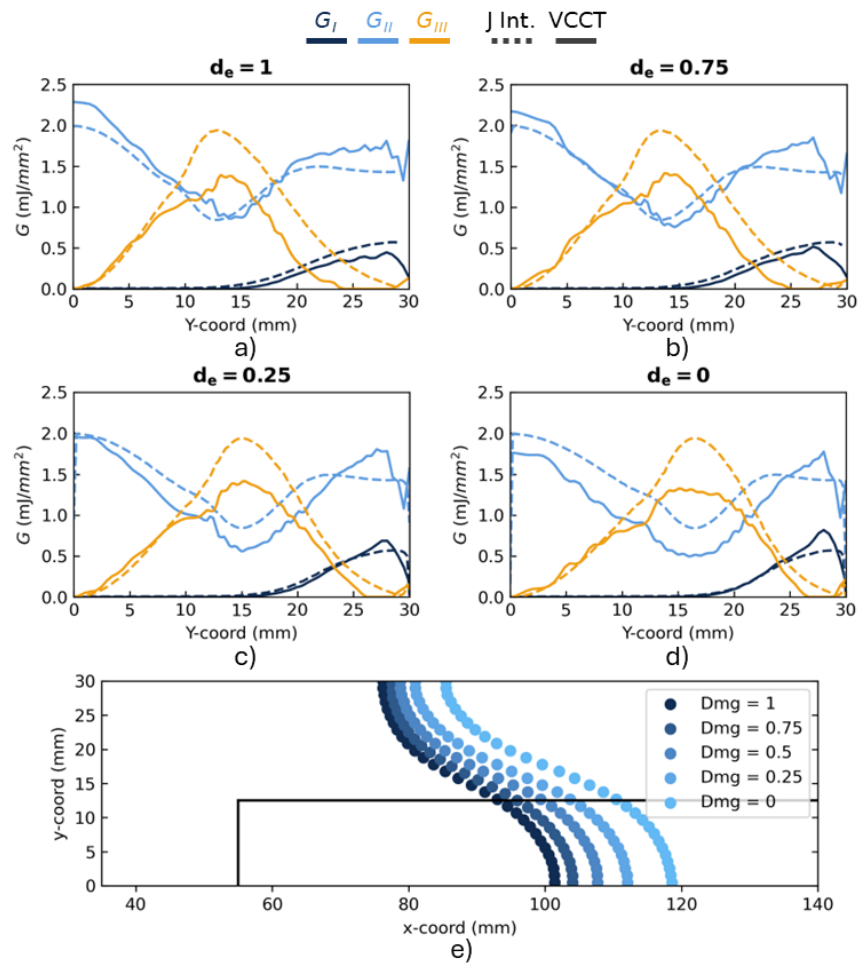 G_I G_II G_III J Int. VCCT
d_e = 1
2.5
2.0
1.5
1.0
0.5
0.0
G (mJ/mm²)
0 5 10 15 20 25 30
Y-coord (mm)
a)
d_e = 0.75
2.5
2.0
1.5
1.0
0.5
0.0
G (mJ/mm²)
0 5 10 15 20 25 30
Y-coord (mm)
b)
d_e = 0.25
2.5
2.0
1.5
1.0
0.5
0.0
G (mJ/mm²)
0 5 10 15 20 25 30
Y-coord (mm)
c)
d_e = 0
2.5
2.0
1.5
1.0
0.5
0.0
G (mJ/mm²)
0 5 10 15 20 25 30
Y-coord (mm)
d)
30
25
20
15
10
5
0
y-coord (mm)
Dmg = 1
Dmg = 0.75
Dmg = 0.5
Dmg = 0.25
Dmg = 0
40 60 80 100 120 140
x-coord (mm)
e)